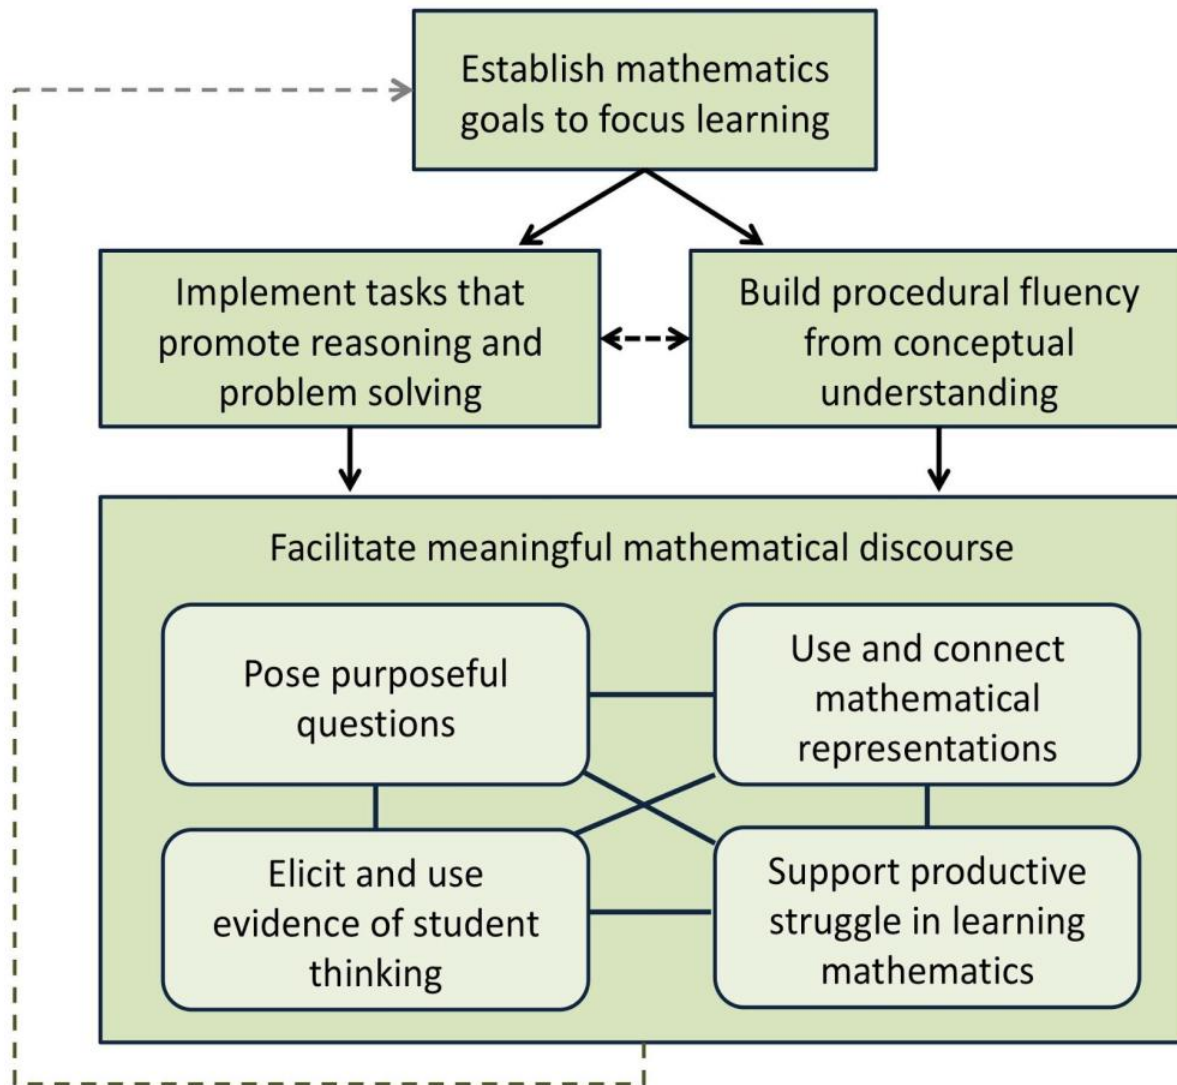 Establish mathematics
goals to focus learning
Implement tasks that
promote reasoning and
problem solving
Build procedural fluency
from conceptual
understanding
Facilitate meaningful mathematical discourse
Pose purposeful
questions
Use and connect
mathematical
representations
Elicit and use
evidence of student
thinking
Support productive
struggle in learning
mathematics